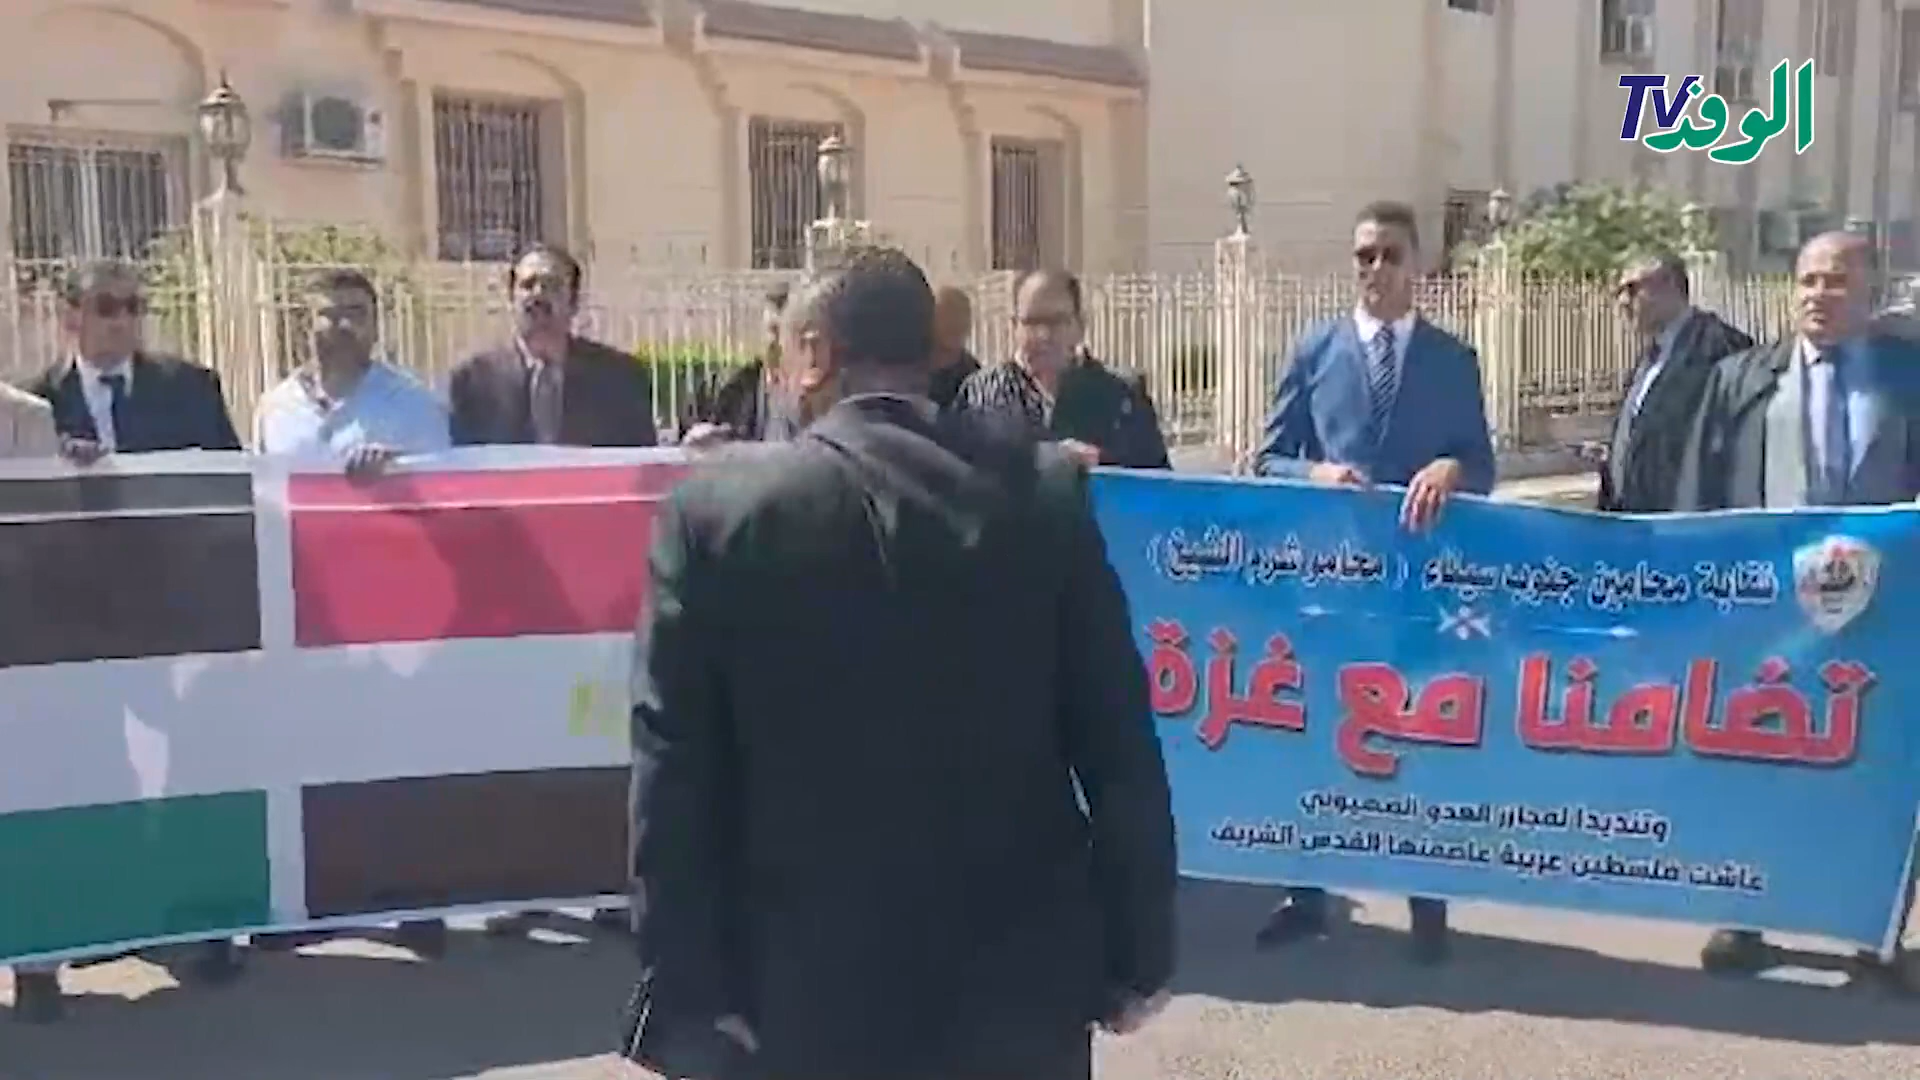 الوفد TV
نقابة محامين جنوب سيناء ( محامو شرم الشيخ )
تضامنا مع غزة
وتنديدا لمجازر العدو الصهيوني
عاشت فلسطين عربية عاصمتها القدس الشريف